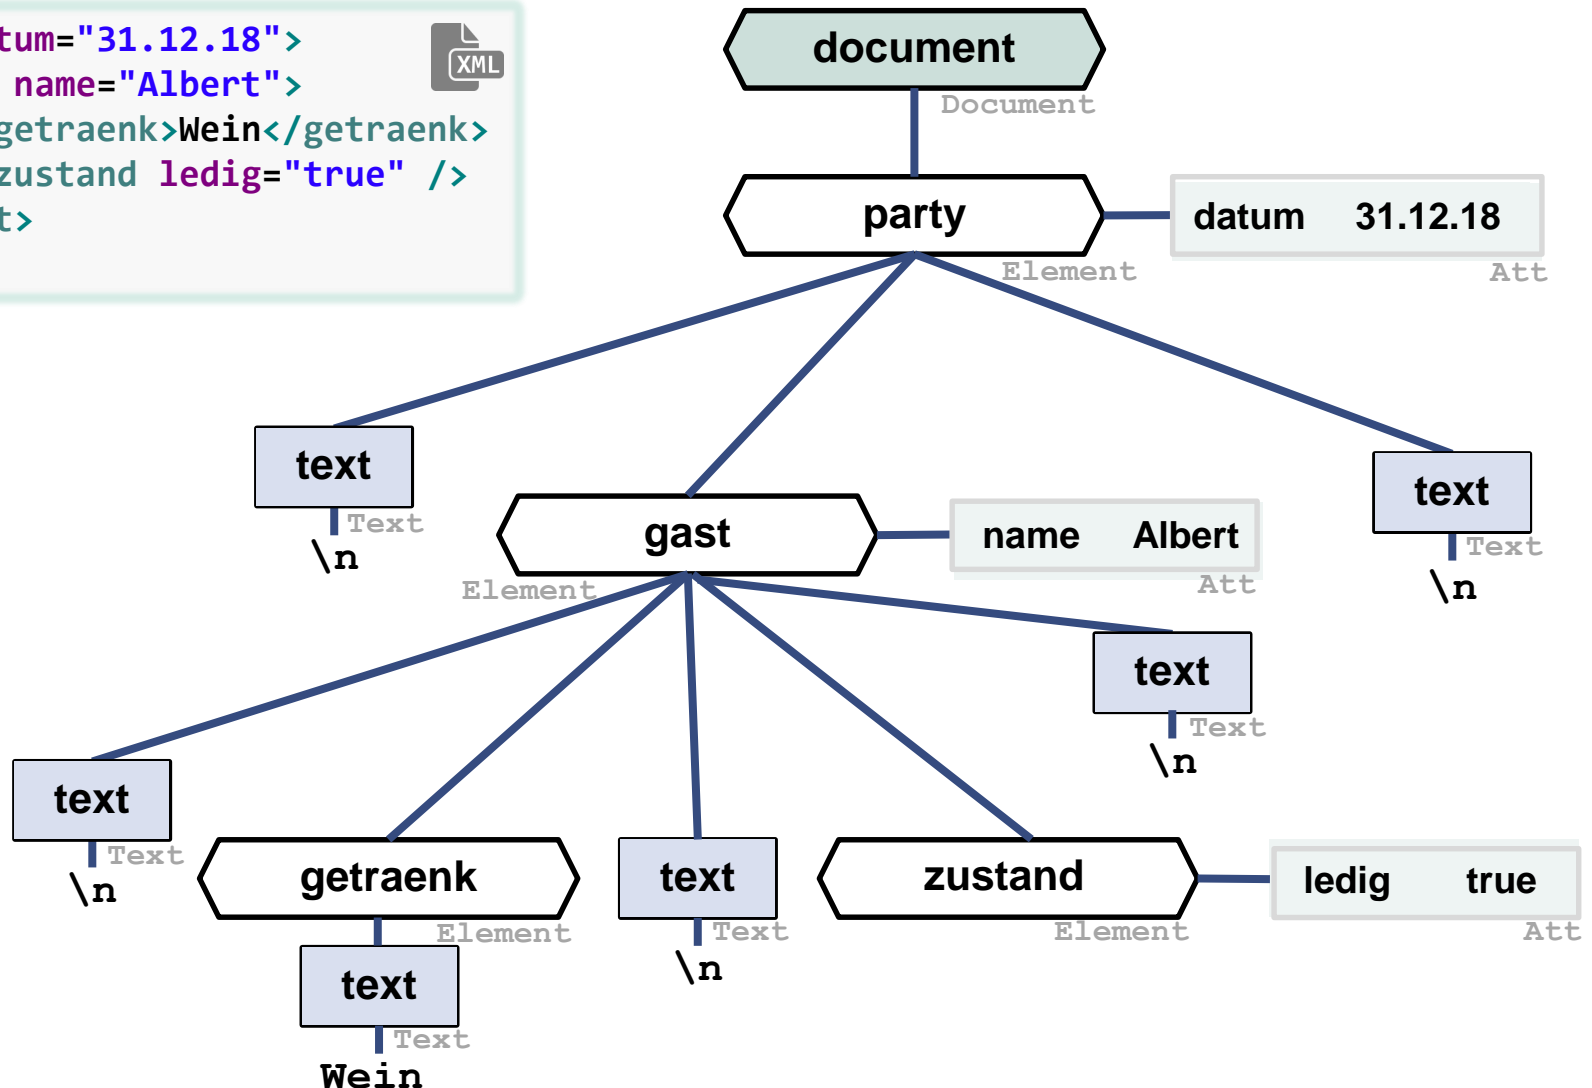 tum="31.12.18">
name="Albert">
getraenk>Wein</getraenk>
zustand ledig="true" />
t>
XML
document
Document
party
Element
datum 31.12.18
Att
text
Text
\n
gast
Element
name Albert
Att
text
Text
\n
text
Text
\n
text
Text
\n
getraenk
Element
text
Text
\n
zustand
Element
ledig true
Att
text
Text
Wein